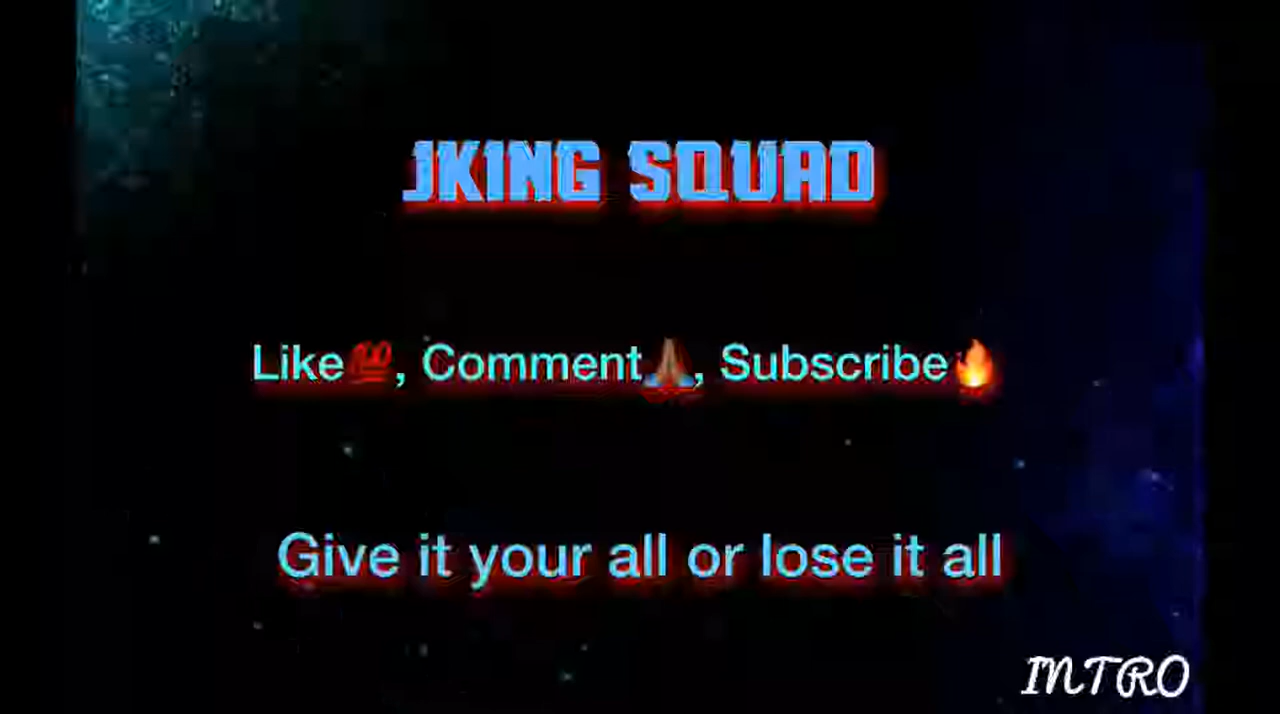 JKING SQUAD
Like💯, Comment🙏🏾, Subscribe🔥
Give it your all or lose it all
INTRO